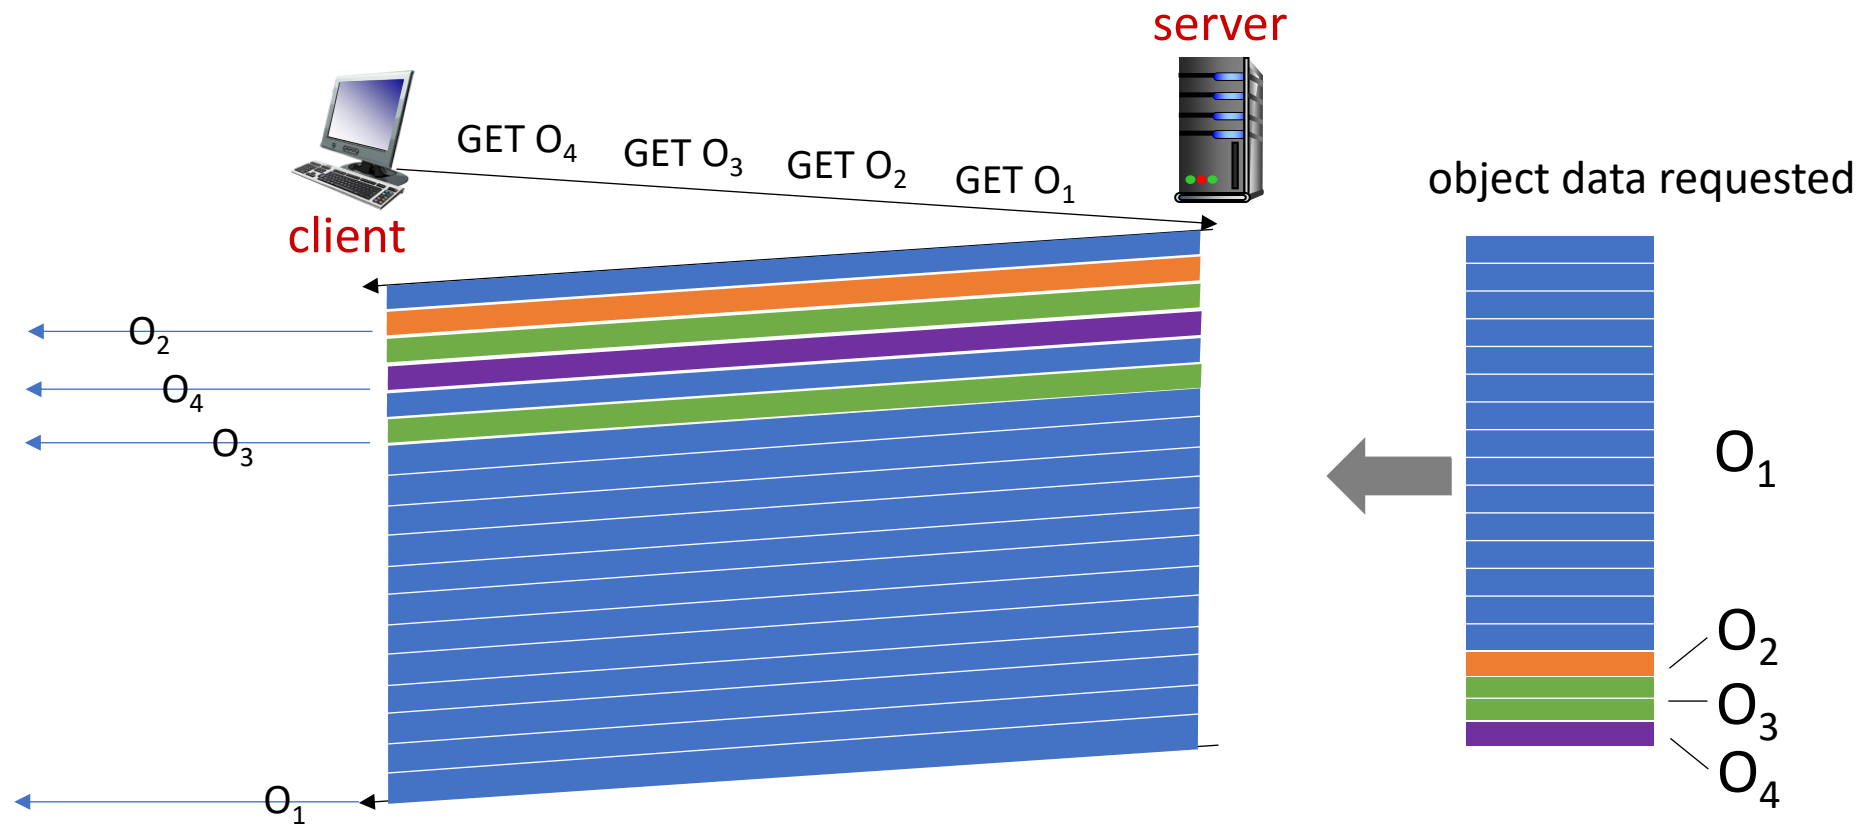 server
GET O₄
GET O₃
GET O₂
GET O₁
object data requested
client
O₂
O₄
O₃
O₁
O₁
O₂
O₃
O₄